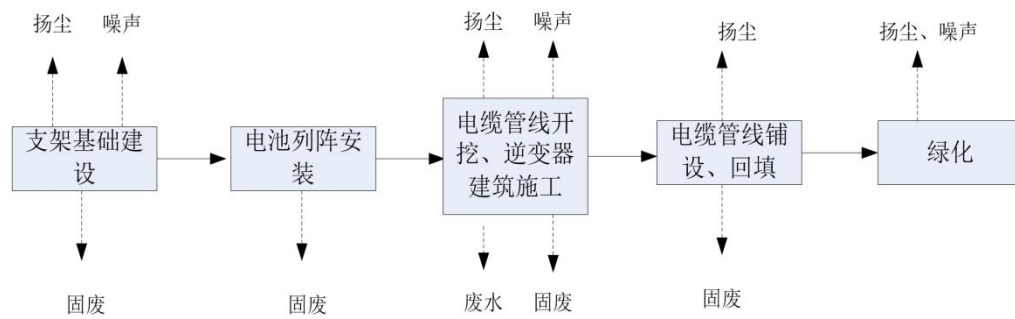 扬尘
噪声
扬尘
噪声
扬尘
扬尘、噪声
支架基础建
设
电池列阵安
装
电缆管线开
挖、逆变器
建筑施工
电缆管线铺
设、回填
绿化
固废
固废
废水
固废
固废